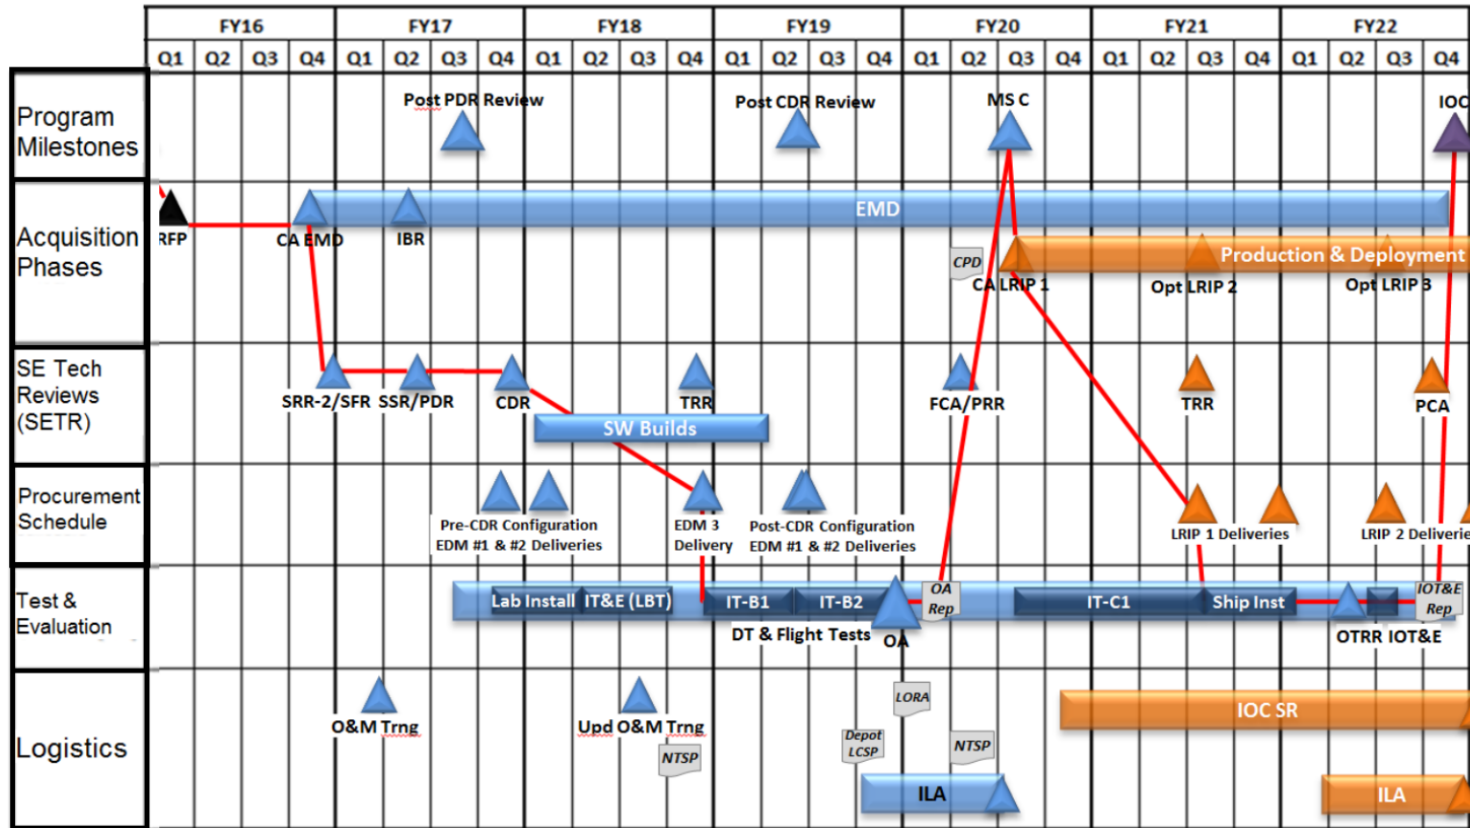 FY16 FY17 FY18 FY19 FY20 FY21 FY22
Q1 Q2 Q3 Q4 Q1 Q2 Q3 Q4 Q1 Q2 Q3 Q4 Q1 Q2 Q3 Q4 Q1 Q2 Q3 Q4 Q1 Q2 Q3 Q4 Q1 Q2 Q3 Q4
Program
Milestones
Post PDR Review
Post CDR Review
MS C
IOC
Acquisition
Phases
RFP
CA EMD
IBR
EMD
CPD
CA LRIP 1
Production & Deployment
Opt LRIP 2
Opt LRIP 3
SE Tech
Reviews
(SETR)
SRR-2/SFR
SSR/PDR
CDR
TRR
FCA/PRR
TRR
PCA
SW Builds
Procurement
Schedule
Pre-CDR Configuration
EDM #1 & #2 Deliveries
EDM 3
Delivery
Post-CDR Configuration
EDM #1 & #2 Deliveries
LRIP 1 Deliveries
LRIP 2 Deliverie
Test &
Evaluation
Lab Install
IT&E (LBT)
IT-B1
IT-B2
DT & Flight Tests
OA
OA
Rep
IT-C1
Ship Inst
OTRR
IOT&E
IOT&E
Rep
Logistics
O&M Trng
Upd O&M Trng
NTSP
Depot
LCSP
LORA
NTSP
ILA
IOC SR
ILA